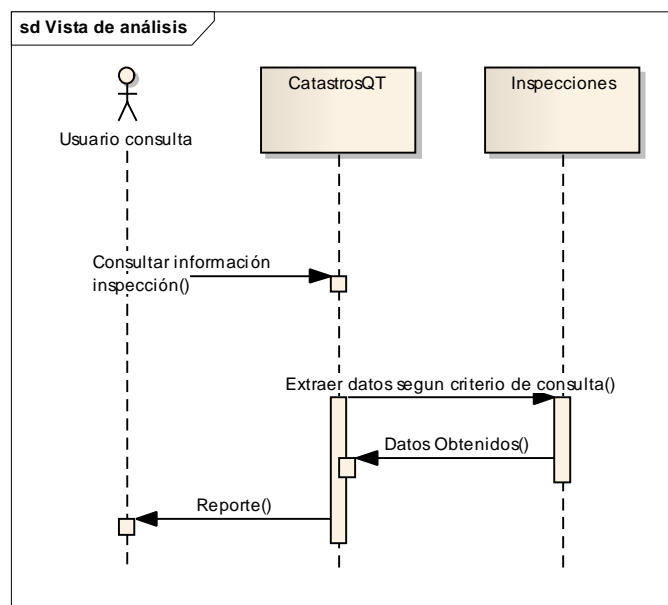 sd Vista de análisis
Usuario consulta
CatastrosQT
Inspecciones
Consultar información
inspección()
Extraer datos segun criterio de consulta()
Datos Obtenidos()
Reporte()